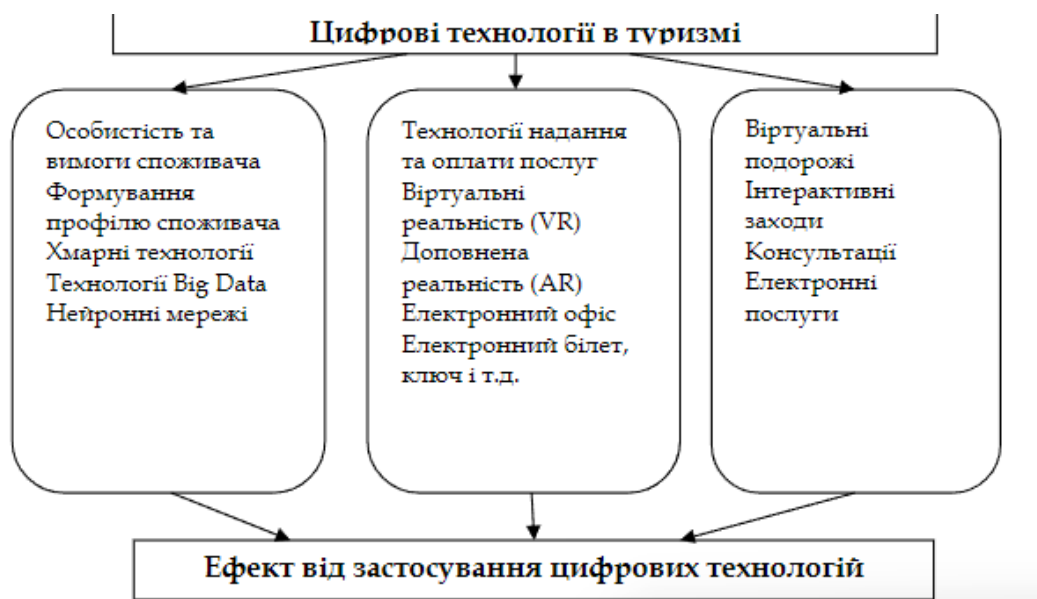 Цифрові технології в туризмі
Особистість та
вимоги споживача
Формування
профілю споживача
Хмарні технології
Технології Big Data
Нейронні мережі
Технології надання
та оплати послуг
Віртуальні
реальність (VR)
Доповнена
реальність (AR)
Електронний офіс
Електронний білет,
ключ і т.д.
Віртуальні
подорожі
Інтерактивні
заходи
Консультації
Електронні
послуги
Ефект від застосування цифрових технологій